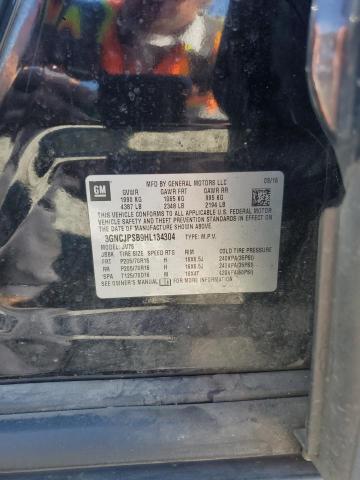 MFD BY GENERAL MOTORS LLC 09/16
GM GVWR GAWR FRT GAWR RR
1990 KG 1065 KG 995 KG
4387 LB 2348 LB 2194 LB
THIS VEHICLE CONFORMS TO ALL APPLICABLE U.S. FEDERAL MOTOR
VEHICLE SAFETY AND THEFT PREVENTION STANDARDS IN EFFECT ON
THE DATE OF MANUFACTURE SHOWN ABOVE.
3GNCJPSB9HL134304 TYPE: M.P.V.
MODEL: JU76
TIRE SIZE SPEED RTG RIM COLD TIRE PRESSURE
FRT P205/70R16 H 16X6.5J 240KPA(35PSI)
RR P205/70R16 H 16X6.5J 240KPA(35PSI)
SPA T125/70D16 M 16X4T 420KPA(60PSI)
SEE OWNER'S MANUAL FOR MORE INFORMATION.